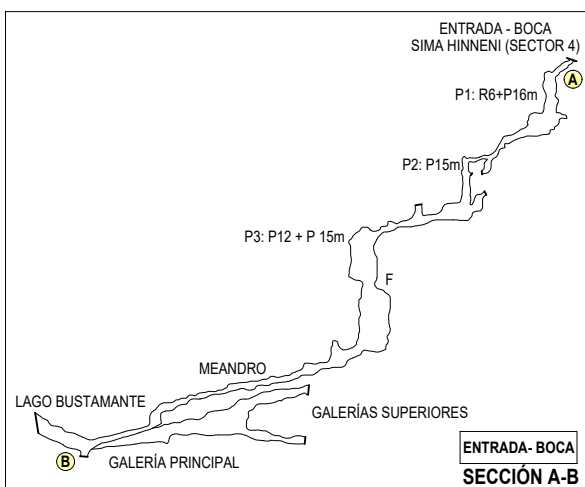 ENTRADA - BOCA
SIMA HINNENI (SECTOR 4)
A
P1: R6+P16m
P2: P15m
P3: P12 + P 15m
F
MEANDRO
LAGO BUSTAMANTE
GALERÍAS SUPERIORES
B
GALERÍA PRINCIPAL
ENTRADA- BOCA
SECCIÓN A-B